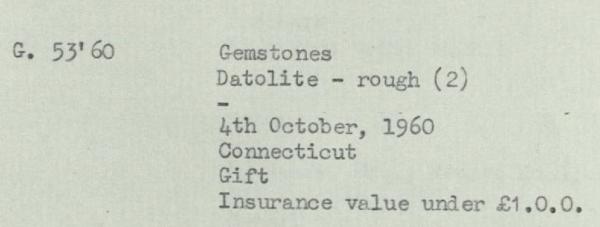 G. 53'60 Gemstones
Datolite - rough (2)
-
4th October, 1960
Connecticut
Gift
Insurance value under £1.0.0.